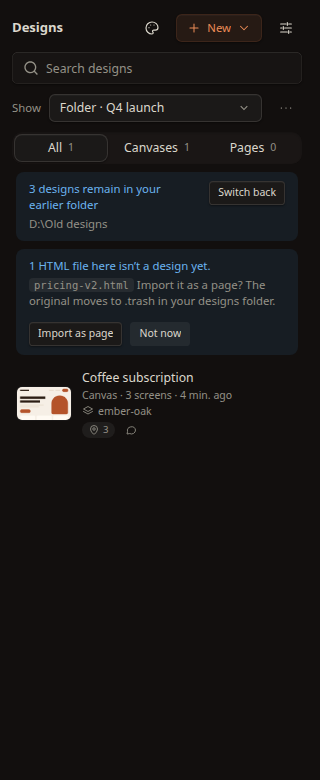 Designs
New
Search designs
Show
Folder · Q4 launch
All 1
Canvases 1
Pages 0
3 designs remain in your
earlier folder
Switch back
D:\Old designs
1 HTML file here isn't a design yet.
pricing-v2.html Import it as a page? The
original moves to .trash in your designs folder.
Import as page
Not now
Coffee subscription
Canvas · 3 screens · 4 min. ago
ember-oak
3